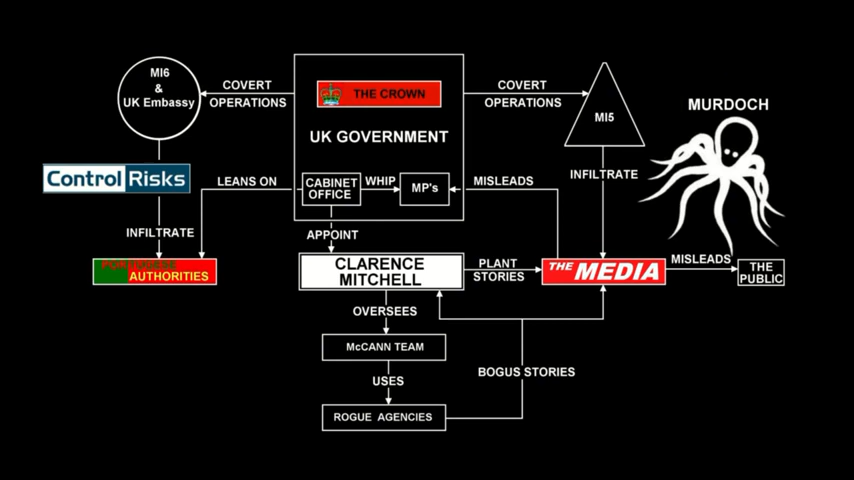 MI6
&
UK Embassy
COVERT
OPERATIONS
THE CROWN
UK GOVERNMENT
COVERT
OPERATIONS
MI5
MURDOCH
Control Risks
LEANS ON
CABINET
OFFICE
WHIP
MP's
MISLEADS
INFILTRATE
INFILTRATE
APPOINT
PORTUGUESE
AUTHORITIES
CLARENCE
MITCHELL
PLANT
STORIES
THE MEDIA
MISLEADS
THE
PUBLIC
OVERSEES
McCANN TEAM
USES
BOGUS STORIES
ROGUE AGENCIES